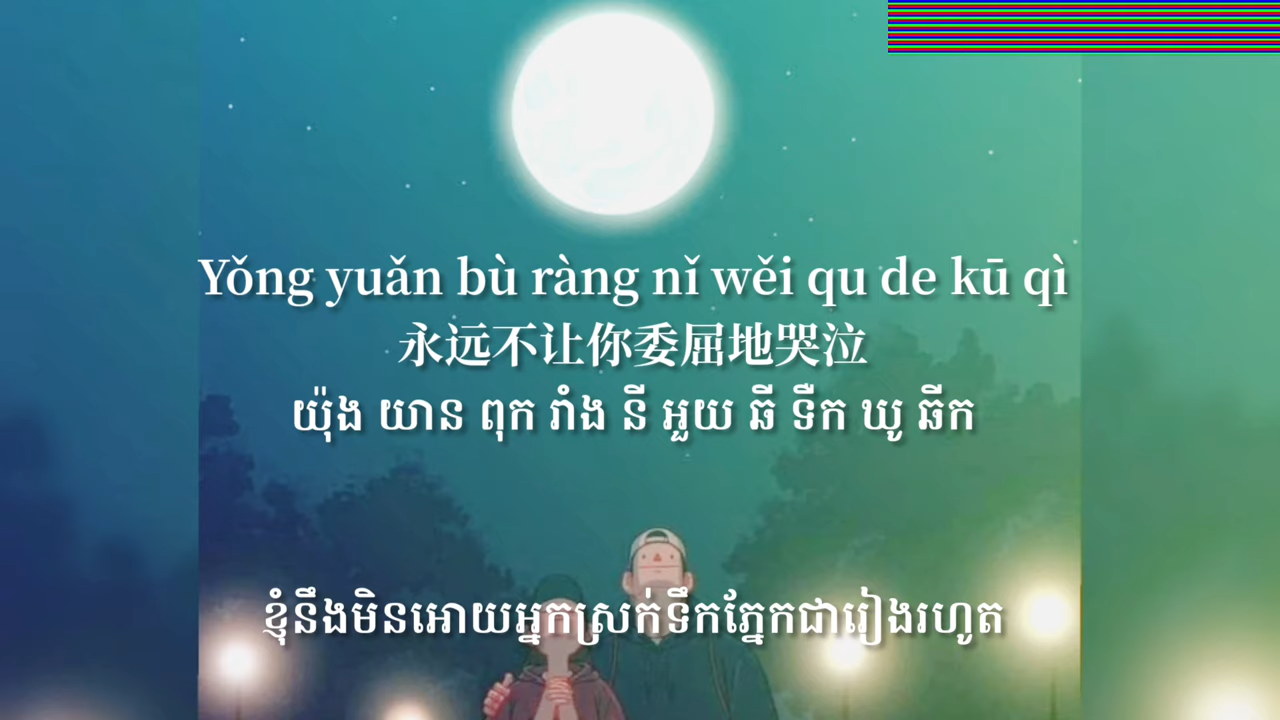 Yǒng yuǎn bù ràng nǐ wěi qu de kū qì
永远不让你委屈地哭泣
យ៉ុង យាន ពុក រ៉ាំង នី អួយ ឆឺ ទឺក ឃូ ឆឺក
ខ្ញុំនឹងមិនអោយអ្នកស្រក់ទឹកភ្នែកជារៀងរហូត